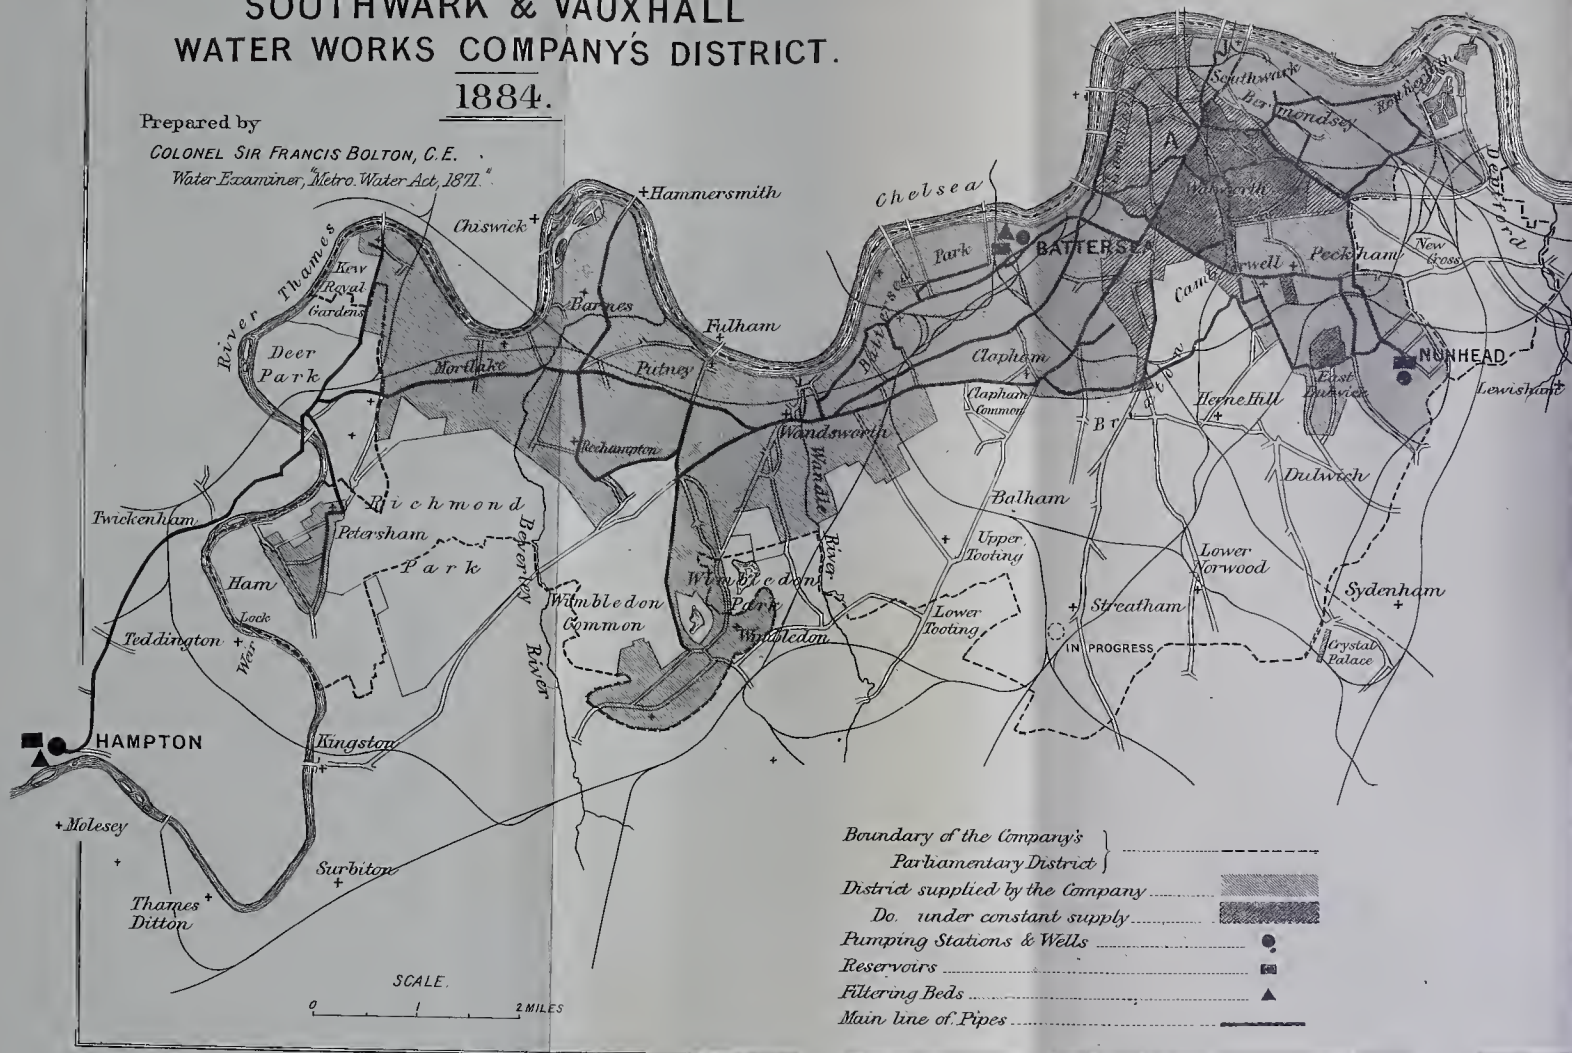 SOUTHWARK & VAUXHALL
WATER WORKS COMPANY'S DISTRICT.
1884.
Prepared by
COLONEL SIR FRANCIS BOLTON, C.E.
Water Examiner, "Metro. Water Act, 1871."
Hammersmith
Chiswick
Chelsea
Southwark
Bermondsey
Rotherhithe
Deptford
A
Walworth
River Thames
Kew
Royal
Gardens
Deer
Park
Barnes
Fulham
Mortlake
Putney
Battersea
Park
BATTERSEA
Camberwell
Peckham
New
Cross
Clapham
Clapham
Common
Brixton
Herne Hill
East
Dulwich
NUNHEAD
Lewisham
Wandsworth
Roehampton
River Wandle
Dulwich
Balham
Richmond
Park
Twickenham
Petersham
Beverley
River
Upper
Tooting
Lower
Norwood
Sydenham
Ham
Lock
Weir
Teddington
Wimbledon
Common
Wimbledon
Park
Wimbledon
Lower
Tooting
Streatham
IN PROGRESS
Crystal
Palace
HAMPTON
Kingston
Molesey
Surbiton
Thames
Ditton
SCALE.
0 1 2 MILES
Boundary of the Company's
Parliamentary District
District supplied by the Company
Do. under constant supply
Pumping Stations & Wells
Reservoirs
Filtering Beds
Main line of Pipes